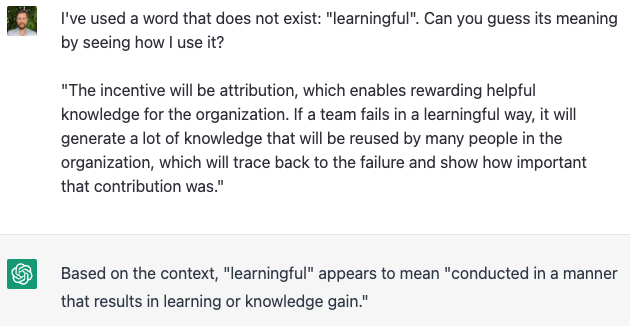 I've used a word that does not exist: "learningful". Can you guess its meaning
by seeing how I use it?
"The incentive will be attribution, which enables rewarding helpful
knowledge for the organization. If a team fails in a learningful way, it will
generate a lot of knowledge that will be reused by many people in the
organization, which will trace back to the failure and show how important
that contribution was."
Based on the context, "learningful" appears to mean "conducted in a manner
that results in learning or knowledge gain."